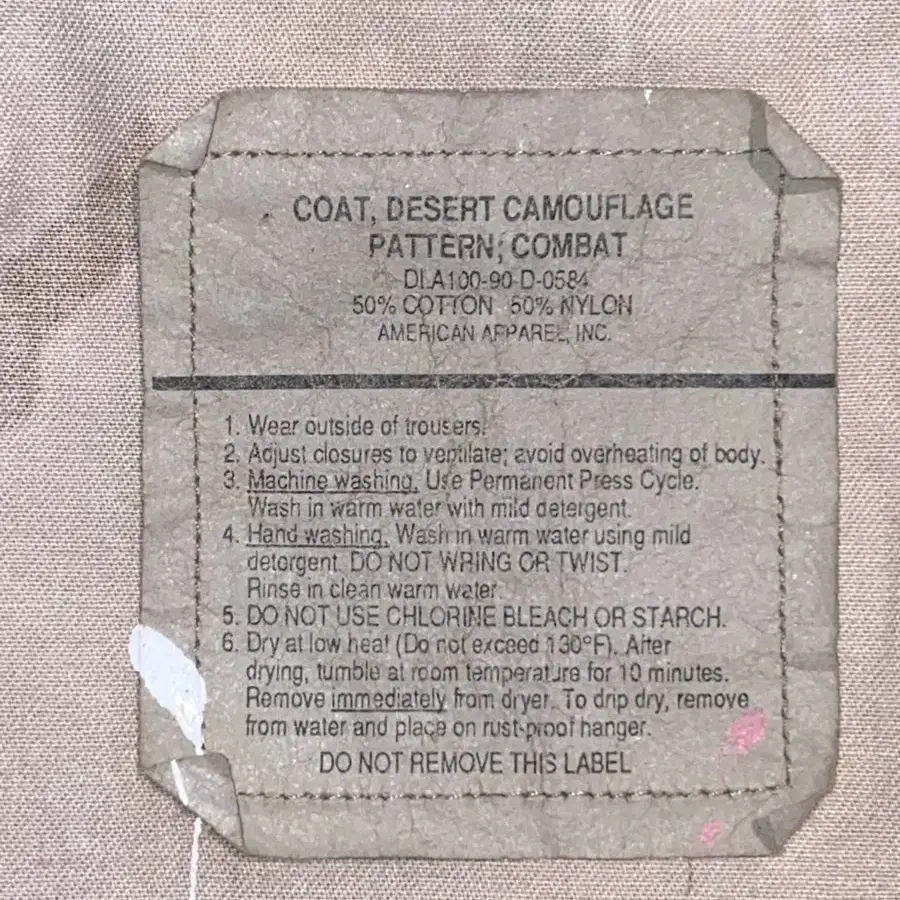 COAT, DESERT CAMOUFLAGE
PATTERN; COMBAT
DLA100-90-D-0584
50% COTTON 50% NYLON
AMERICAN APPAREL, INC.
1. Wear outside of trousers.
2. Adjust closures to ventilate; avoid overheating of body.
3. Machine washing. Use Permanent Press Cycle.
Wash in warm water with mild detergent.
4. Hand washing. Wash in warm water using mild
detergent. DO NOT WRING OR TWIST.
Rinse in clean warm water.
5. DO NOT USE CHLORINE BLEACH OR STARCH.
6. Dry at low heat (Do not exceed 130°F). After
drying, tumble at room temperature for 10 minutes.
Remove immediately from dryer. To drip dry, remove
from water and place on rust-proof hanger.
DO NOT REMOVE THIS LABEL